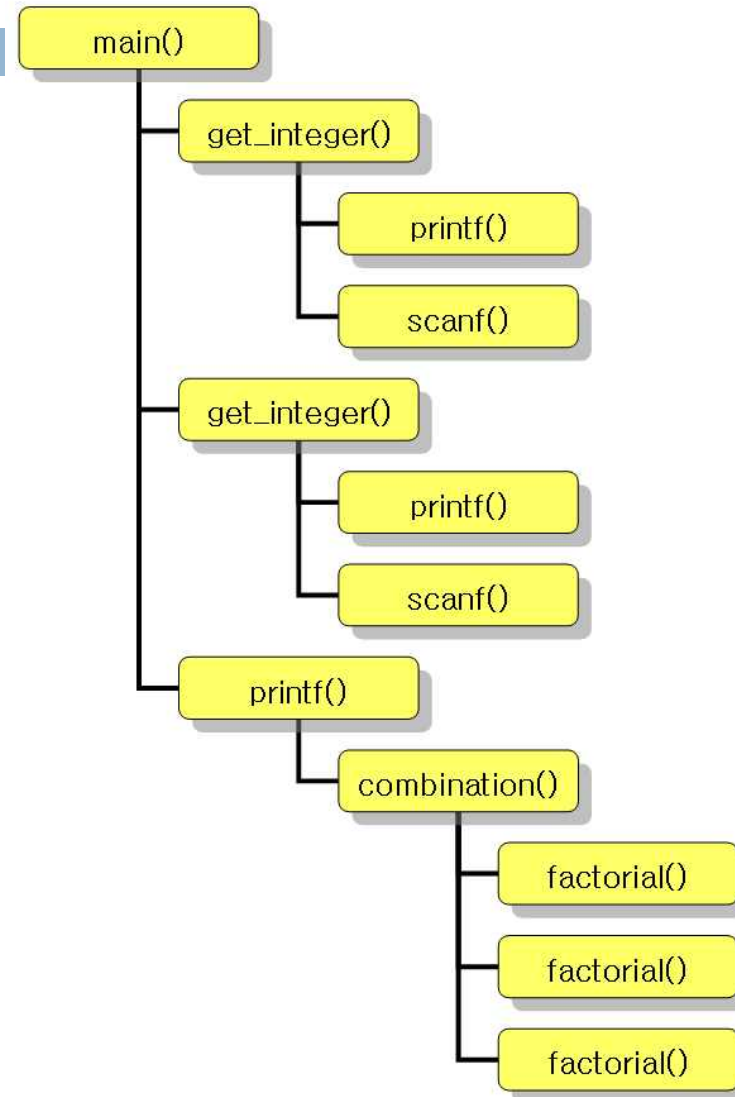 main()
get_integer()
printf()
scanf()
get_integer()
printf()
scanf()
printf()
combination()
factorial()
factorial()
factorial()